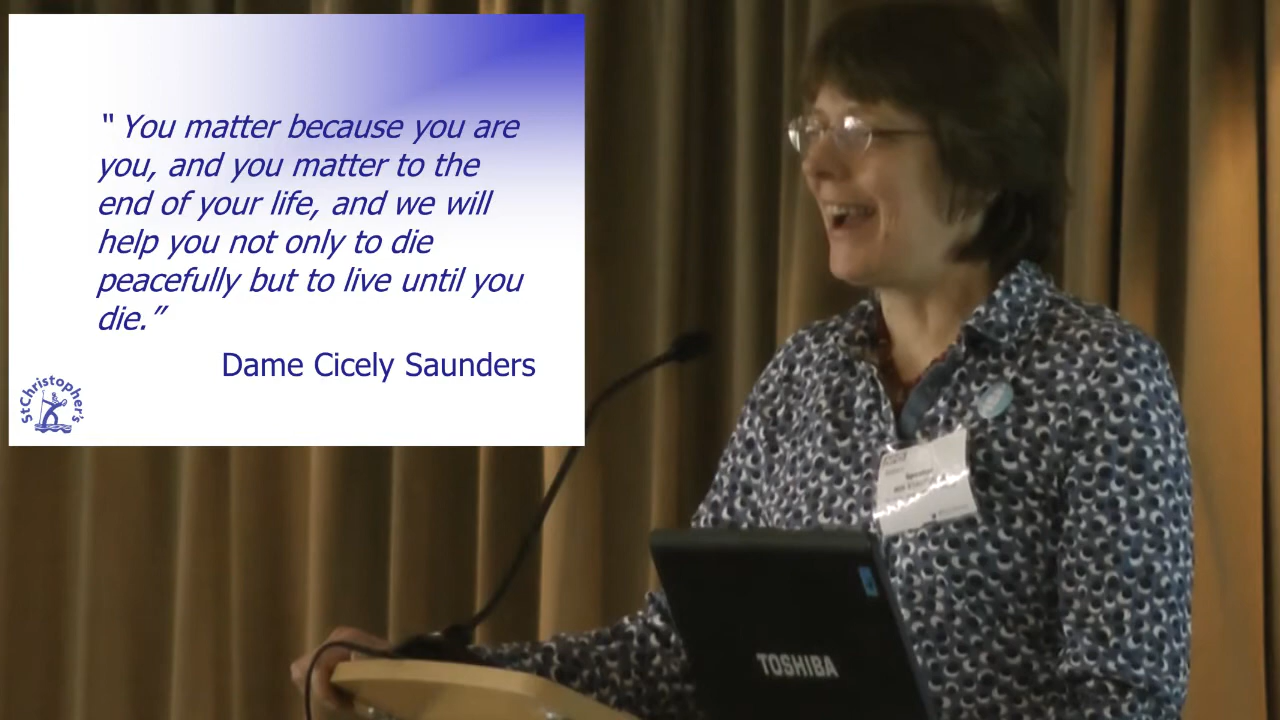 “ You matter because you are
you, and you matter to the
end of your life, and we will
help you not only to die
peacefully but to live until you
die.”
Dame Cicely Saunders
StChristopher's
Speaker
TOSHIBA